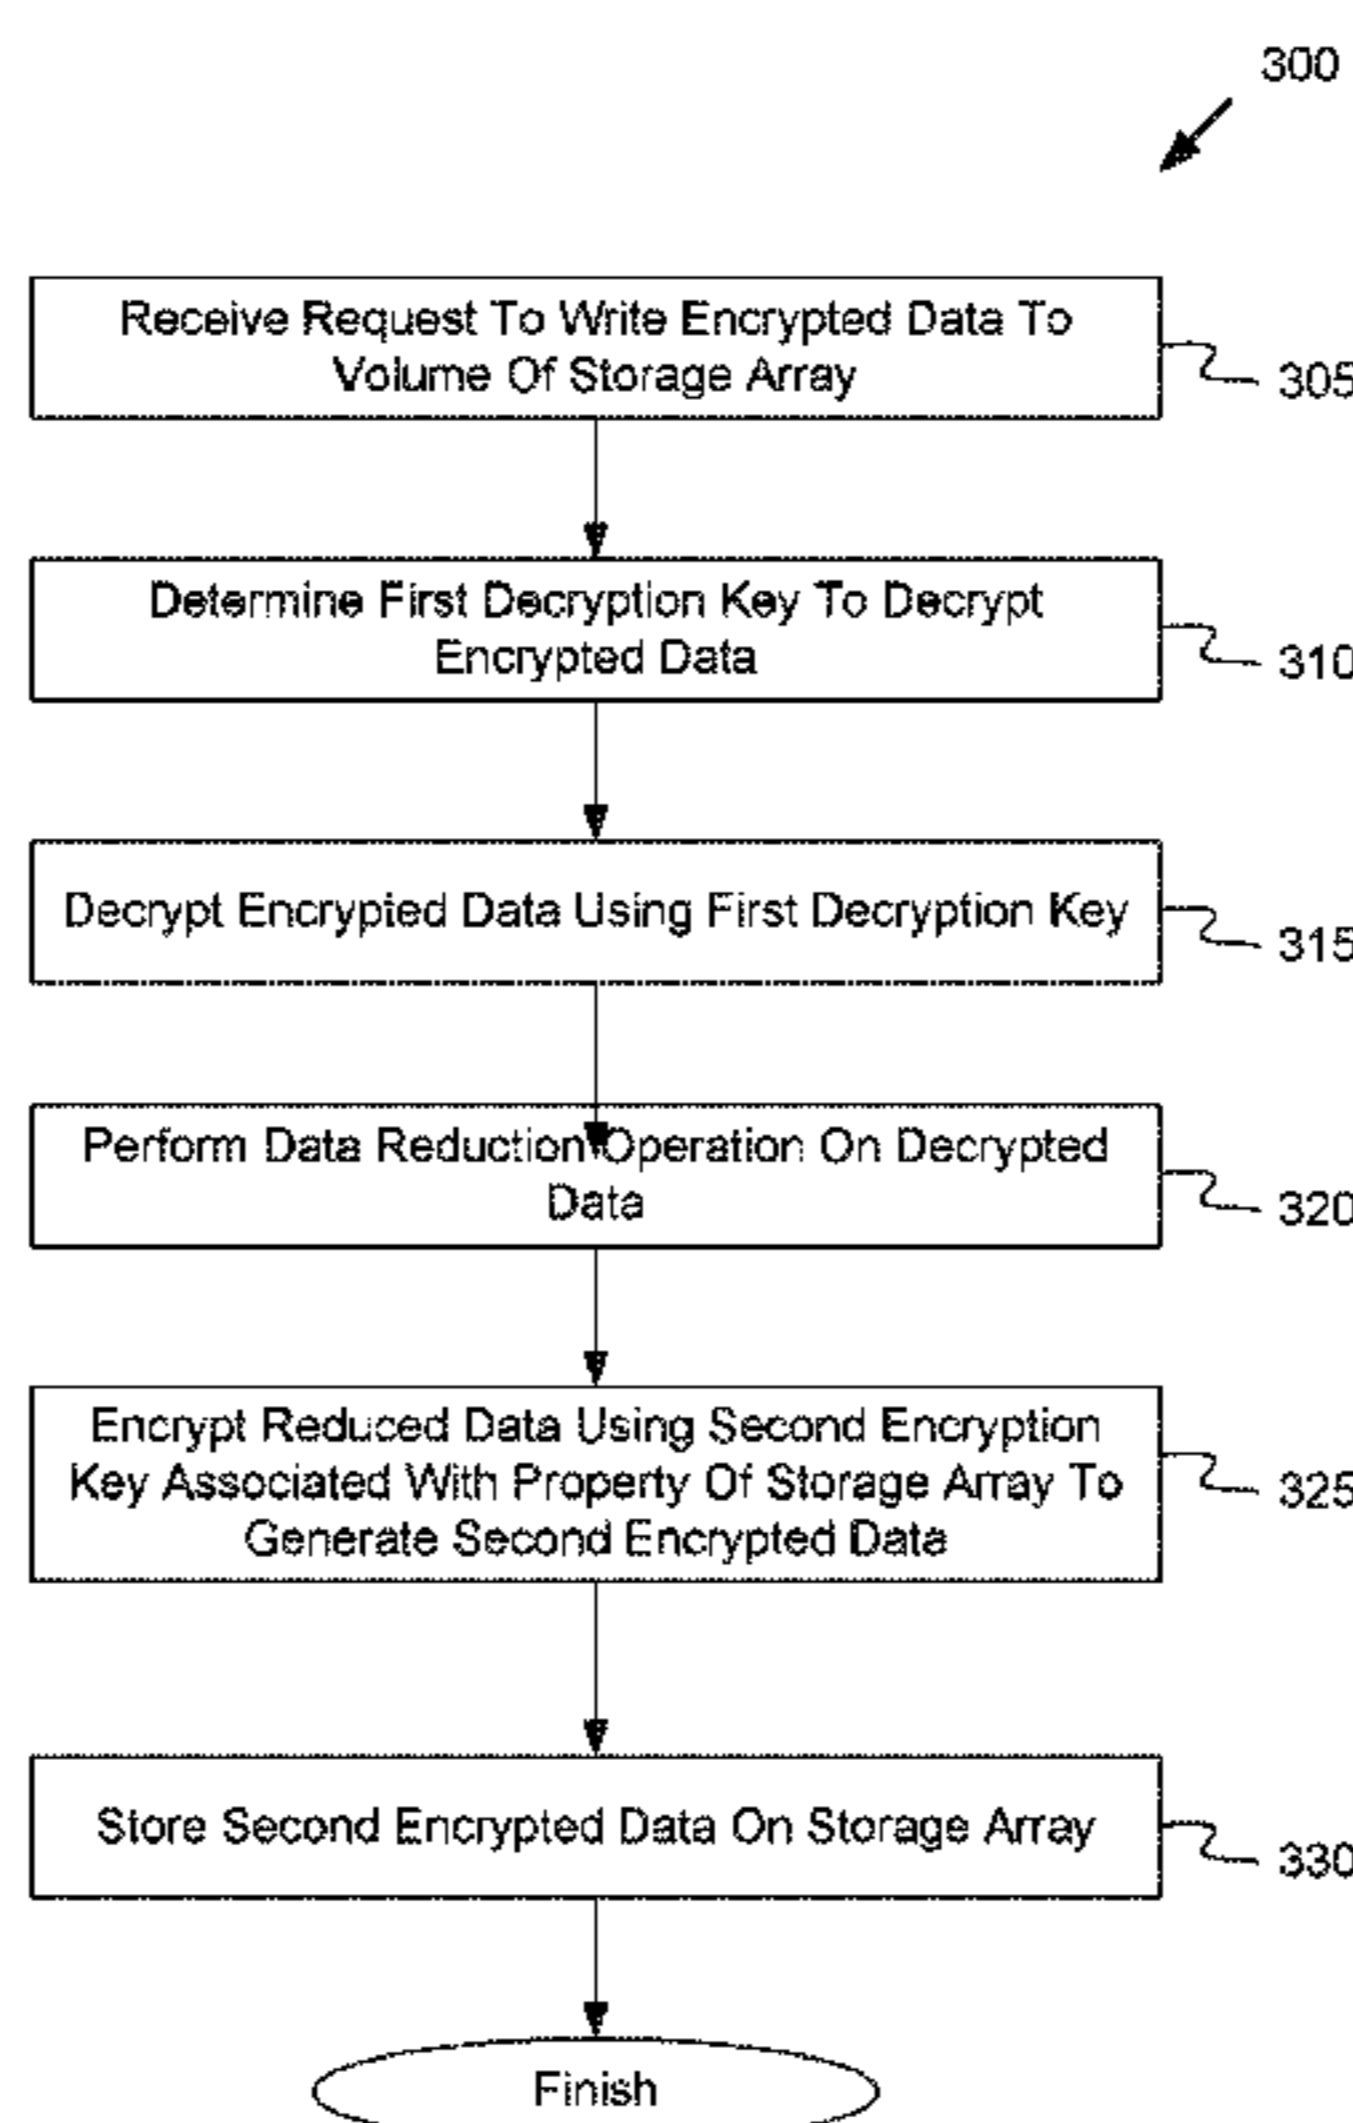 300
Receive Request To Write Encrypted Data To
Volume Of Storage Array
305
Determine First Decryption Key To Decrypt
Encrypted Data
310
Decrypt Encrypted Data Using First Decryption Key
315
Perform Data Reduction Operation On Decrypted
Data
320
Encrypt Reduced Data Using Second Encryption
Key Associated With Property Of Storage Array To
Generate Second Encrypted Data
325
Store Second Encrypted Data On Storage Array
330
Finish